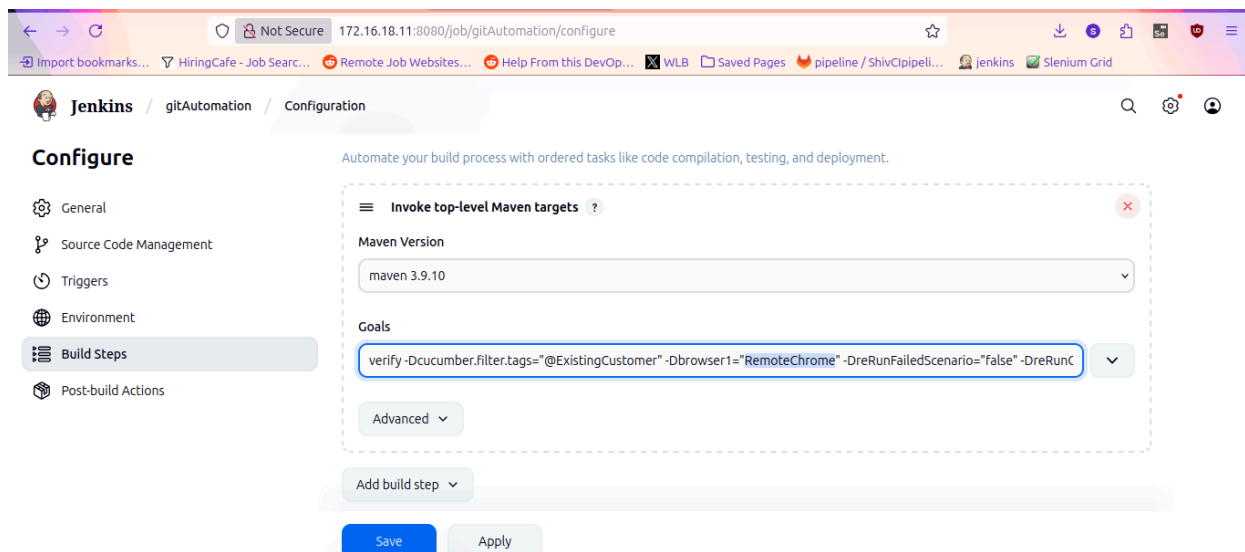 Not Secure 172.16.18.11:8080/job/gitAutomation/configure
Import bookmarks... HiringCafe - Job Searc... Remote Job Websites... Help From this DevOp... WLB Saved Pages pipeline / ShivCIpipeli... jenkins Slenium Grid
Jenkins / gitAutomation / Configuration
Configure
General
Source Code Management
Triggers
Environment
Build Steps
Post-build Actions
Automate your build process with ordered tasks like code compilation, testing, and deployment.
Invoke top-level Maven targets ?
Maven Version
maven 3.9.10
Goals
verify -Dcucumber.filter.tags="@ExistingCustomer" -Dbrowser1="RemoteChrome" -DreRunFailedScenario="false" -DreRunC
Advanced
Add build step
Save Apply